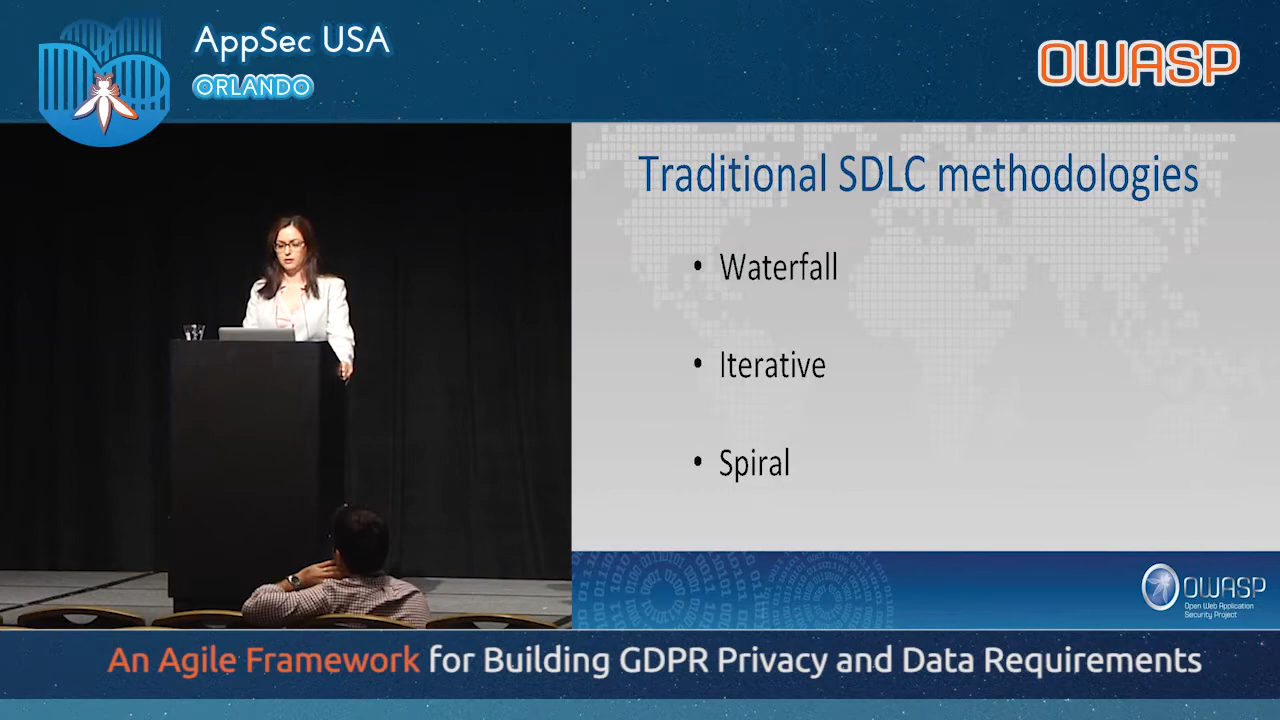 AppSec USA
ORLANDO
OWASP
Traditional SDLC methodologies
• Waterfall
• Iterative
• Spiral
OWASP
Open Web Application
Security Project
An Agile Framework for Building GDPR Privacy and Data Requirements